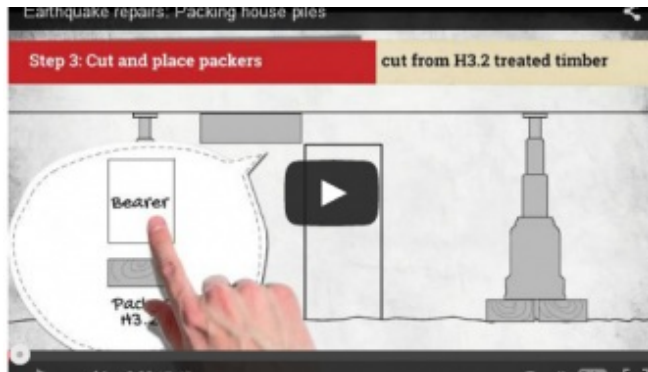 Earthquake repairs: Packing house piles
Step 3: Cut and place packers
cut from H3.2 treated timber
Bearer